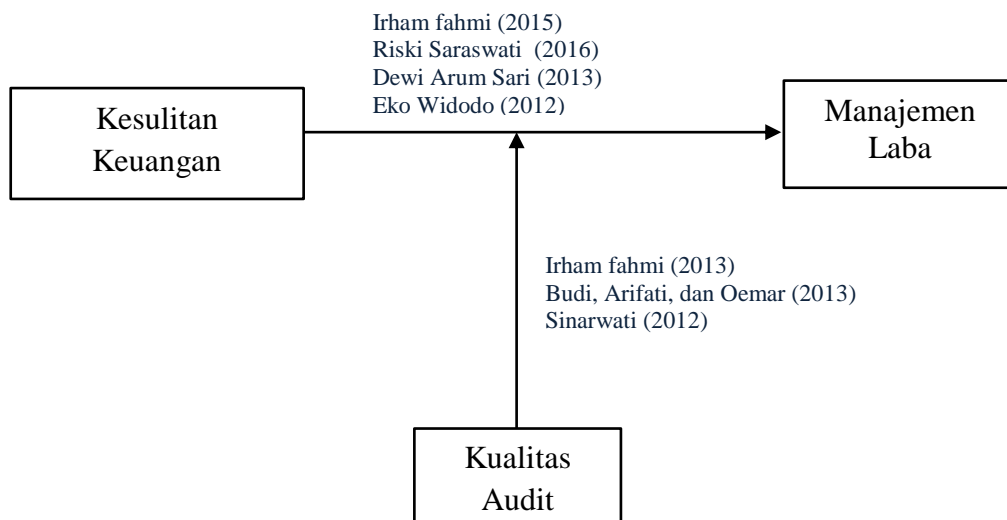 Irham fahmi (2015)
Riski Saraswati (2016)
Dewi Arum Sari (2013)
Eko Widodo (2012)
Kesulitan
Keuangan
Manajemen
Laba
Irham fahmi (2013)
Budi, Arifati, dan Oemar (2013)
Sinarwati (2012)
Kualitas
Audit